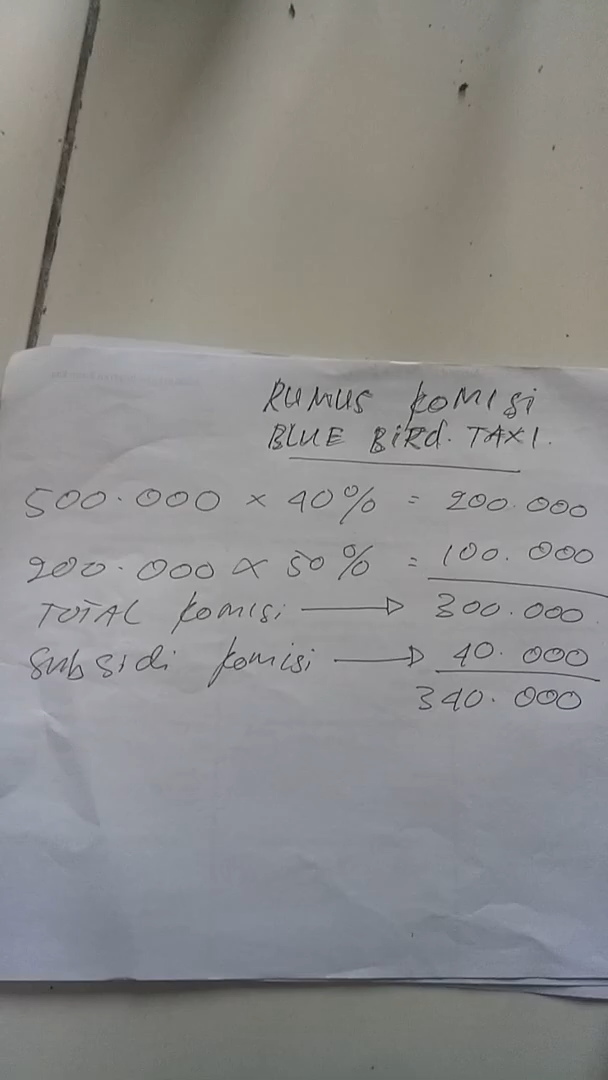 RUMUS KOMISI
BLUE BIRD. TAXI.
500.000 x 40% = 200.000
200.000 x 50% = 100.000
TOTAL KOMISI → 300.000
Subsidi komisi → 40.000
340.000